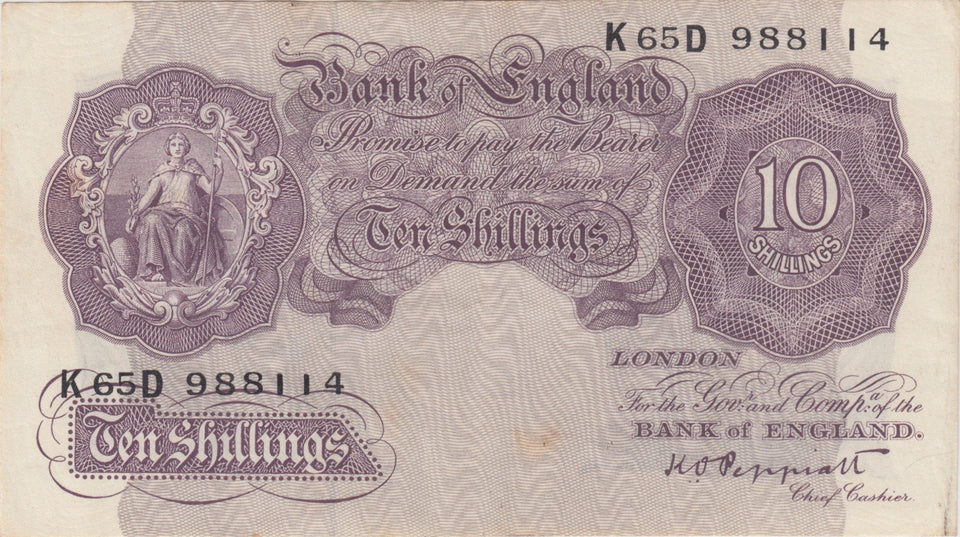 K65D 988114
Bank of England
Promise to pay the Bearer
on Demand the sum of
Ten Shillings
10
SHILLINGS
LONDON
For the Govr. and Compa. of the
BANK of ENGLAND.
K O Peppiatt
Chief Cashier.
K65D 988114
Ten Shillings